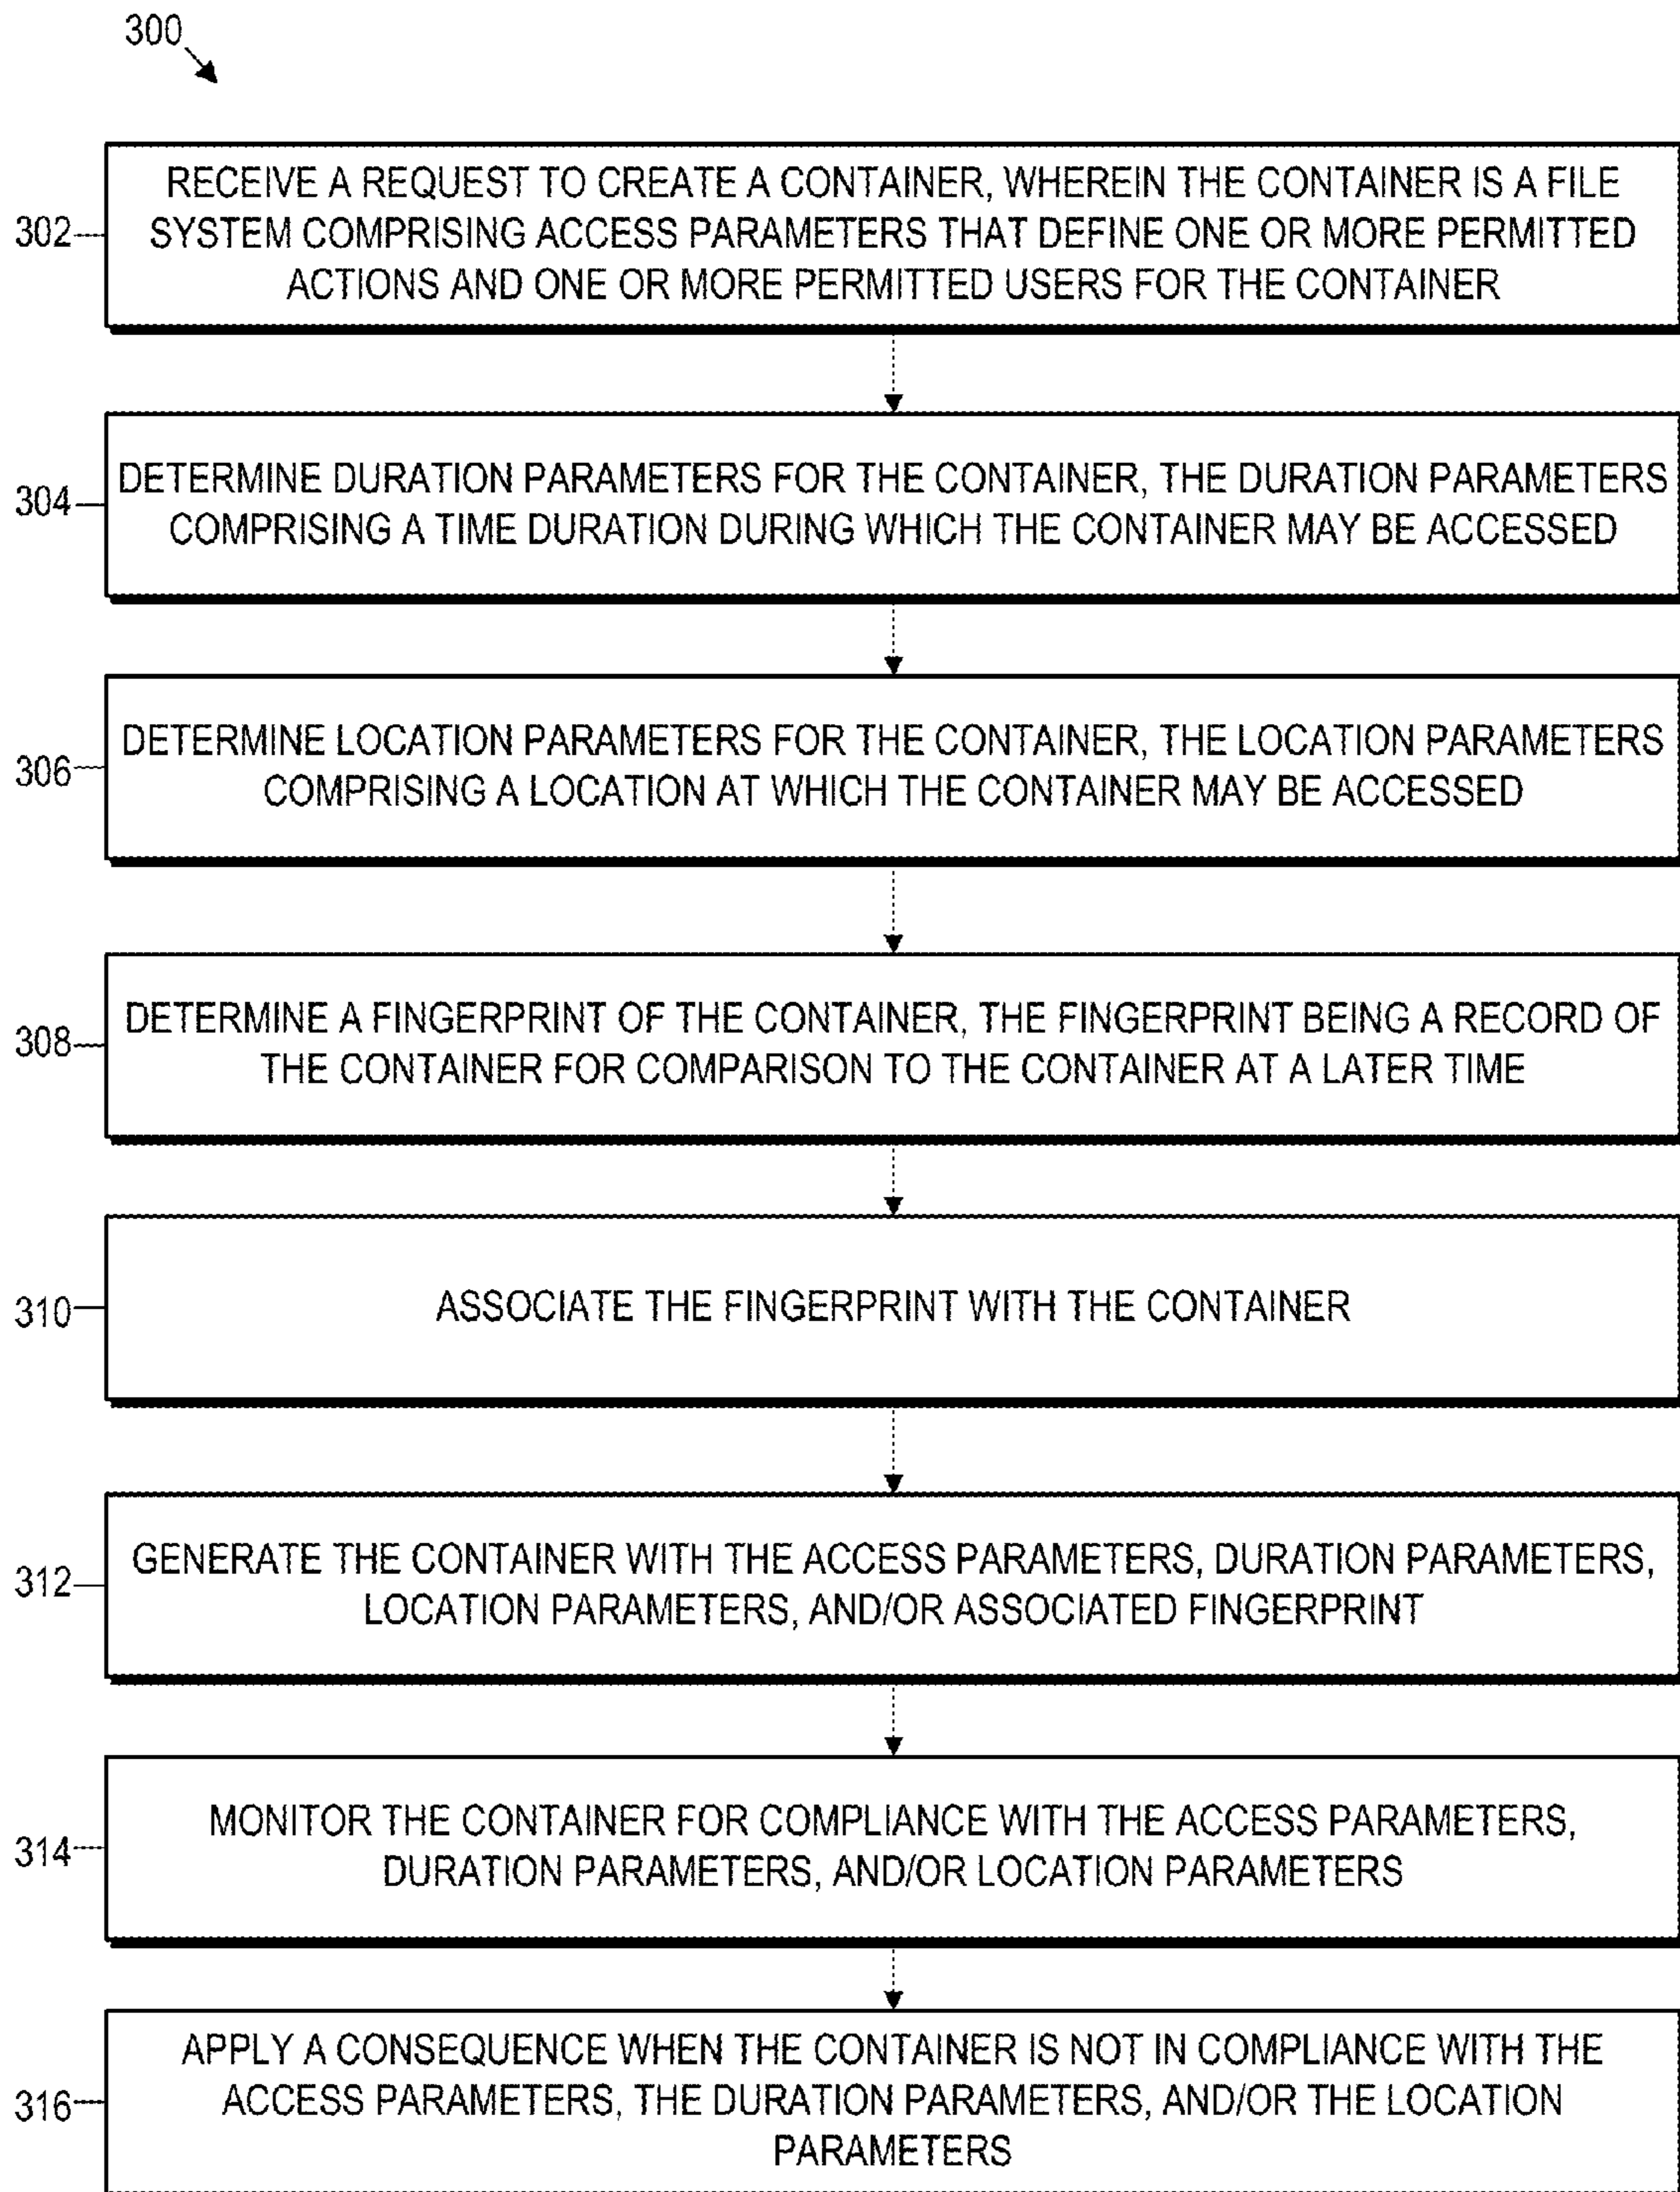 300
302
RECEIVE A REQUEST TO CREATE A CONTAINER, WHEREIN THE CONTAINER IS A FILE
SYSTEM COMPRISING ACCESS PARAMETERS THAT DEFINE ONE OR MORE PERMITTED
ACTIONS AND ONE OR MORE PERMITTED USERS FOR THE CONTAINER
304
DETERMINE DURATION PARAMETERS FOR THE CONTAINER, THE DURATION PARAMETERS
COMPRISING A TIME DURATION DURING WHICH THE CONTAINER MAY BE ACCESSED
306
DETERMINE LOCATION PARAMETERS FOR THE CONTAINER, THE LOCATION PARAMETERS
COMPRISING A LOCATION AT WHICH THE CONTAINER MAY BE ACCESSED
308
DETERMINE A FINGERPRINT OF THE CONTAINER, THE FINGERPRINT BEING A RECORD OF
THE CONTAINER FOR COMPARISON TO THE CONTAINER AT A LATER TIME
310
ASSOCIATE THE FINGERPRINT WITH THE CONTAINER
312
GENERATE THE CONTAINER WITH THE ACCESS PARAMETERS, DURATION PARAMETERS,
LOCATION PARAMETERS, AND/OR ASSOCIATED FINGERPRINT
314
MONITOR THE CONTAINER FOR COMPLIANCE WITH THE ACCESS PARAMETERS,
DURATION PARAMETERS, AND/OR LOCATION PARAMETERS
316
APPLY A CONSEQUENCE WHEN THE CONTAINER IS NOT IN COMPLIANCE WITH THE
ACCESS PARAMETERS, THE DURATION PARAMETERS, AND/OR THE LOCATION
PARAMETERS